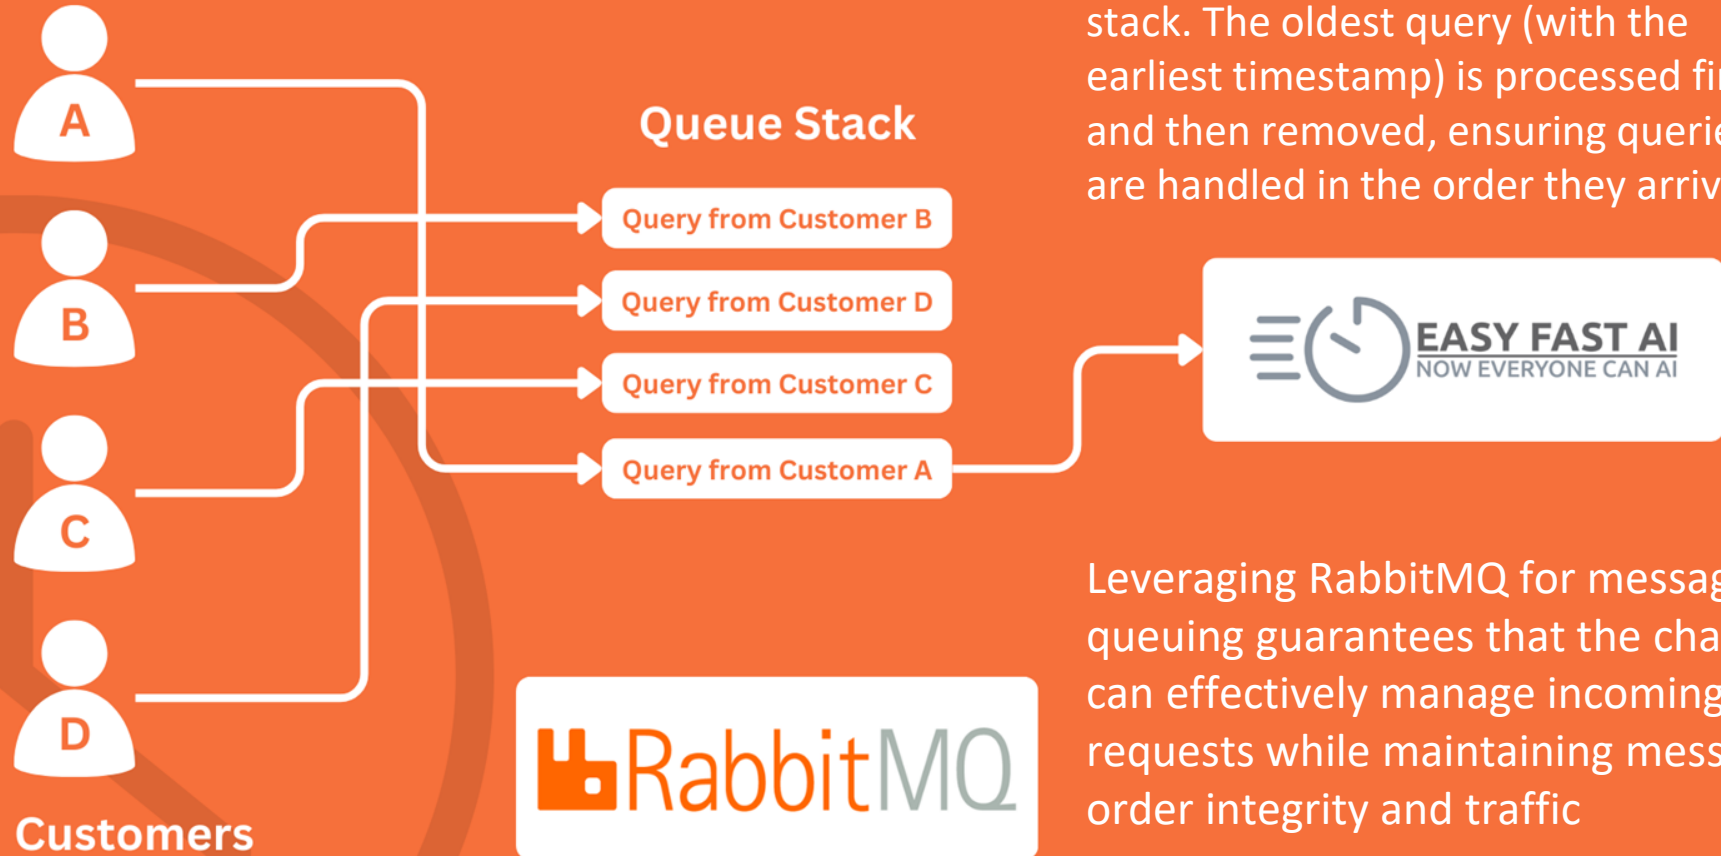 A
B
C
D
Customers
Queue Stack
Query from Customer B
Query from Customer D
Query from Customer C
Query from Customer A
RabbitMQ
stack. The oldest query (with the
earliest timestamp) is processed
and then removed, ensuring
are handled in the order they
EASY FAST AI
NOW EVERYONE CAN AI
Leveraging RabbitMQ for
queuing guarantees that the
can effectively manage incoming
requests while maintaining
order integrity and traffic